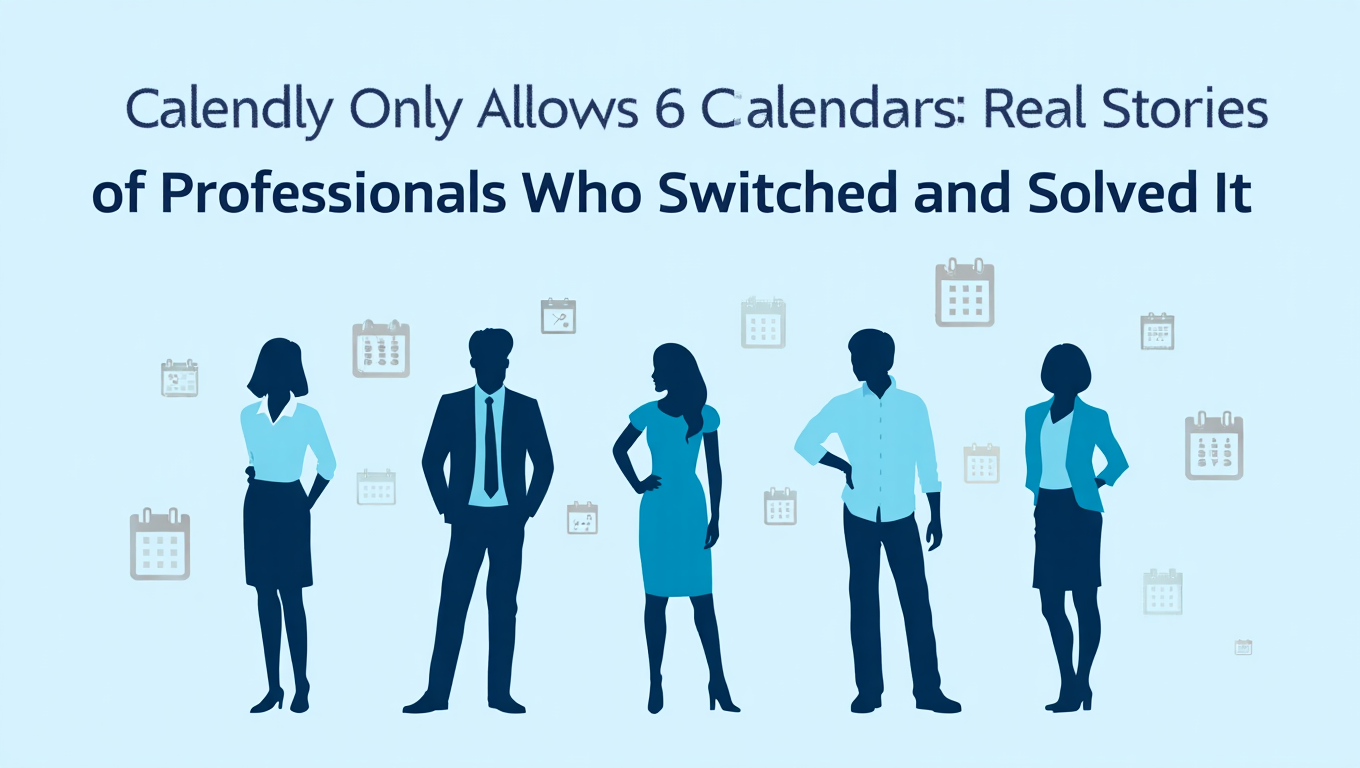 Calendly Only Allows 6 Calendars: Real Stories
of Professionals Who Switched and Solved It